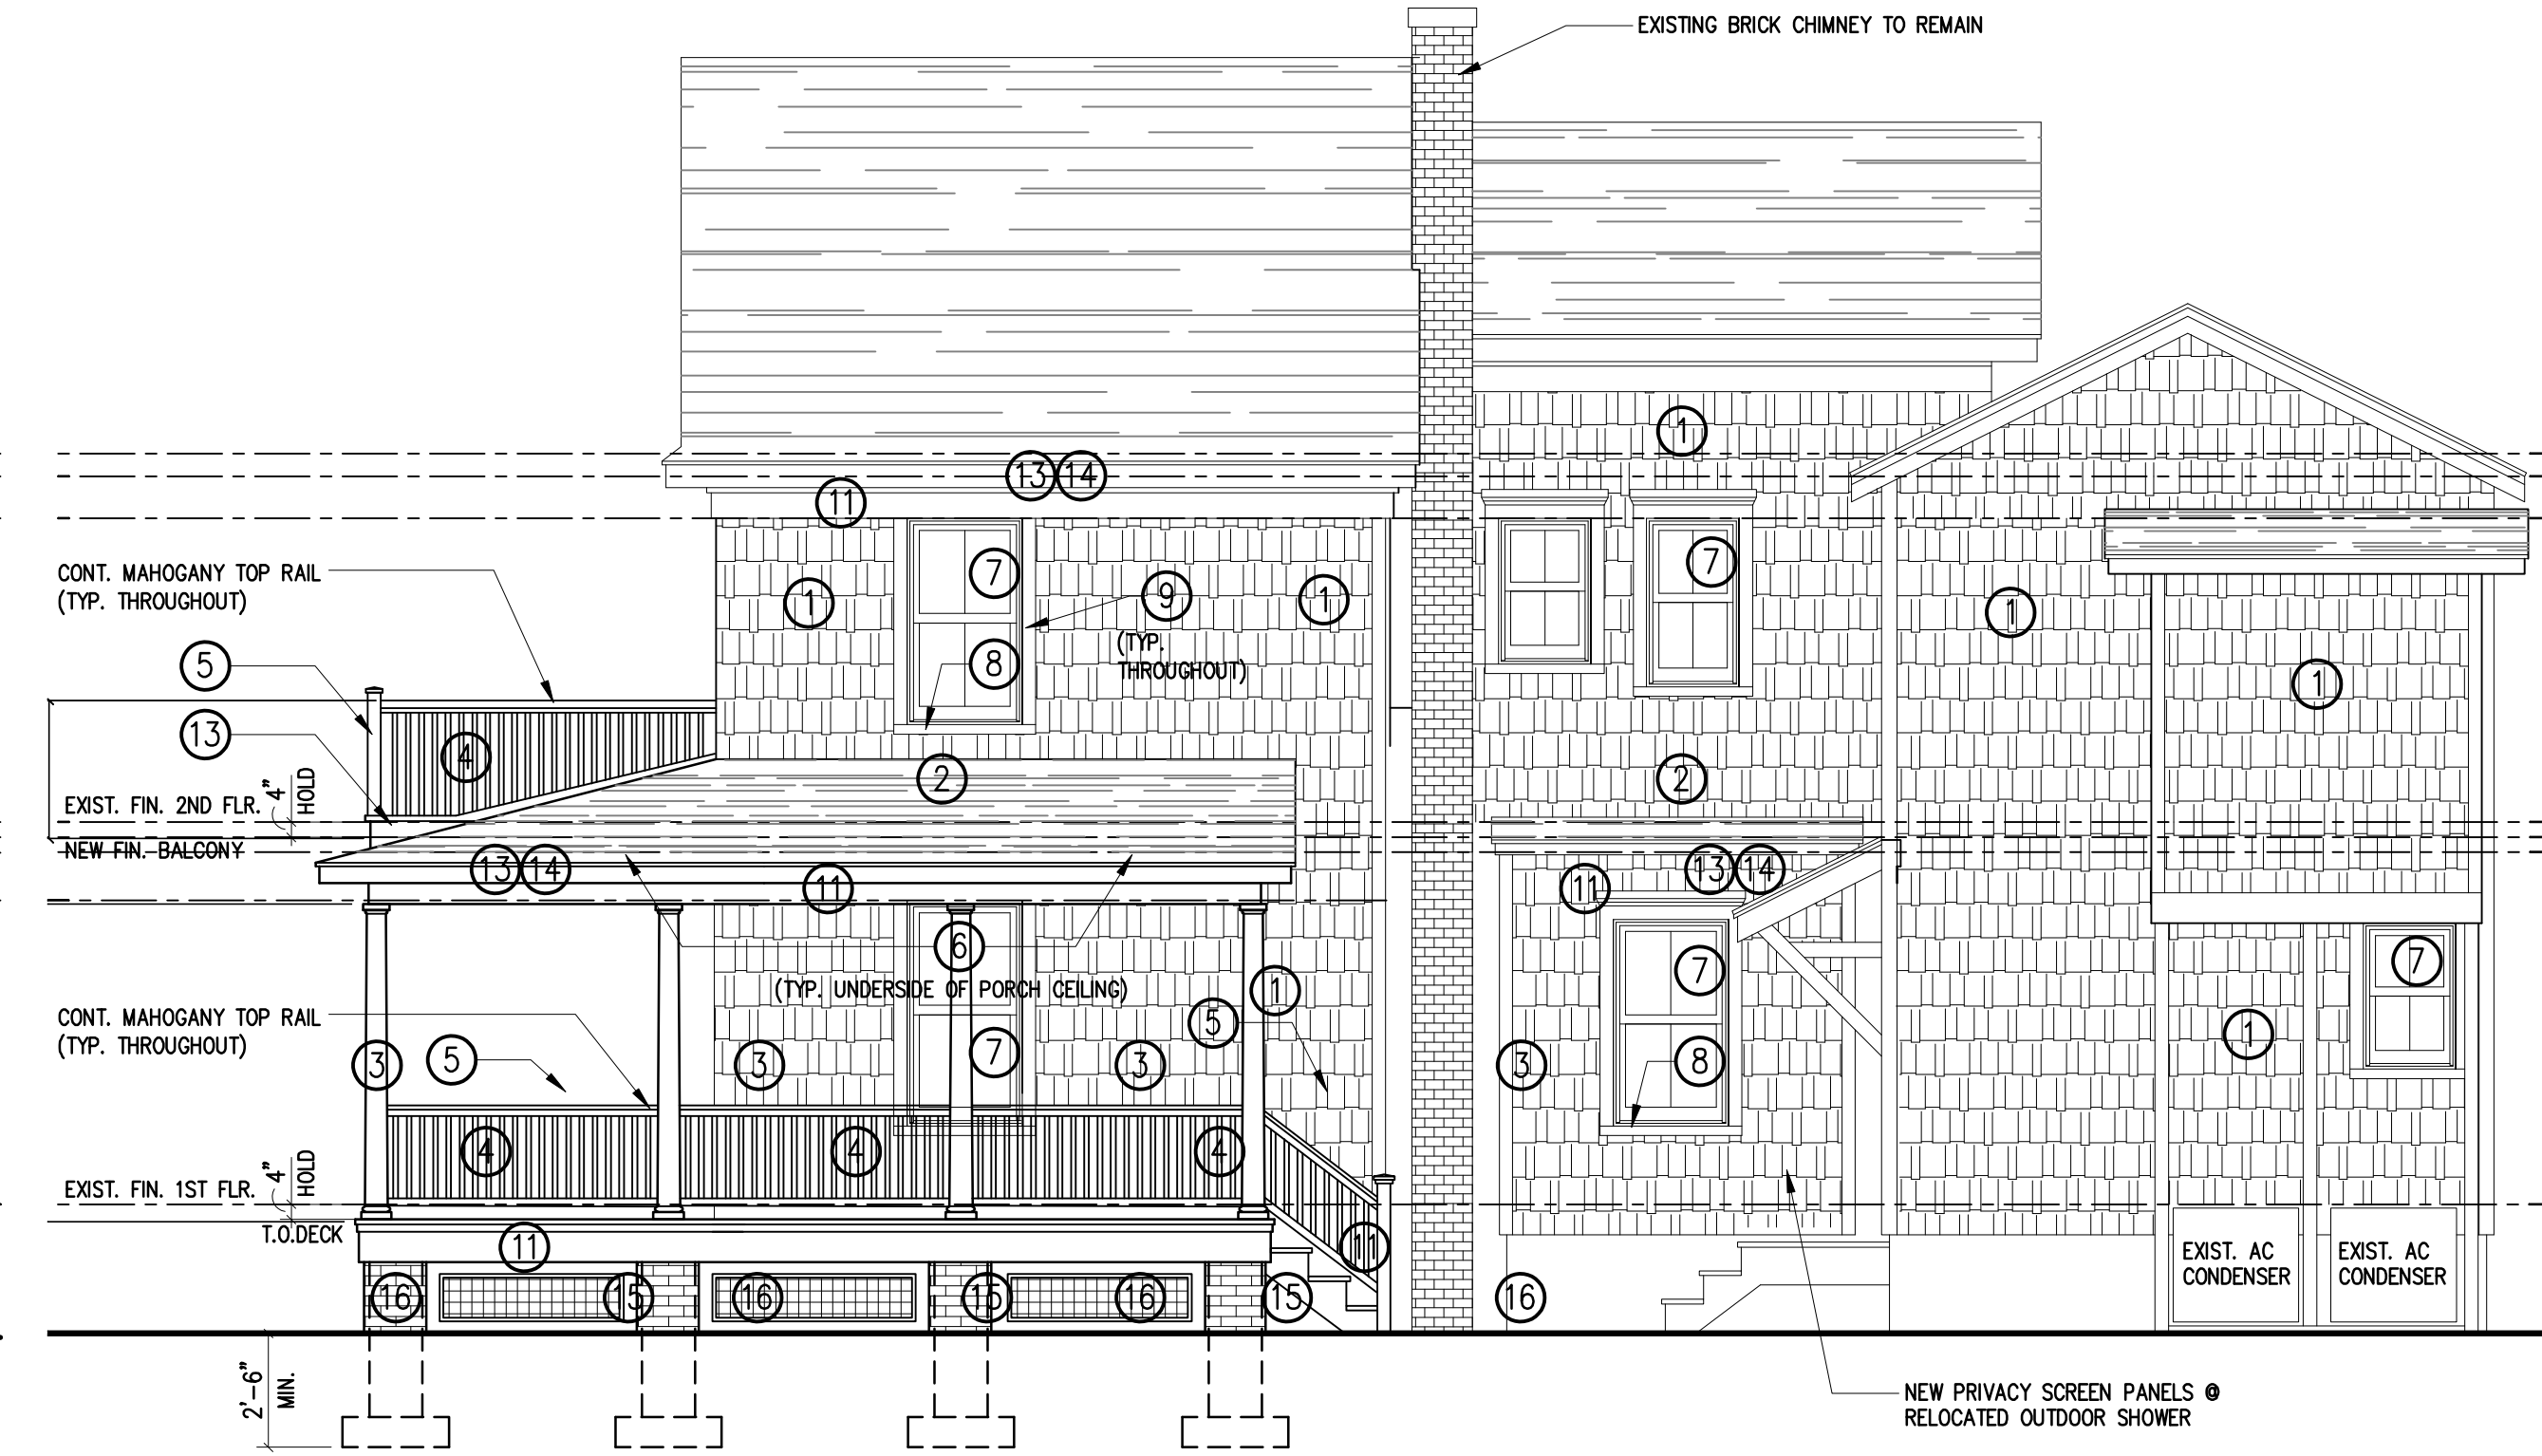 EXISTING BRICK CHIMNEY TO REMAIN
1
13 14
11
CONT. MAHOGANY TOP RAIL
(TYP. THROUGHOUT)
7
7
1
9
1
1
(TYP.
THROUGHOUT)
5
8
1
13
4
2
2
EXIST. FIN. 2ND FLR.
4"
HOLD
NEW FIN. BALCONY
13 14
11
13 14
11
6
(TYP. UNDERSIDE OF PORCH CEILING)
7
7
1
5
1
CONT. MAHOGANY TOP RAIL
(TYP. THROUGHOUT)
3
5
3
7
3
3
8
4
4
4
EXIST. FIN. 1ST FLR.
4"
HOLD
T.O.DECK
11
11
EXIST. AC
CONDENSER
EXIST. AC
CONDENSER
16
15
16
15
16
15
16
2'-6"
MIN.
NEW PRIVACY SCREEN PANELS @
RELOCATED OUTDOOR SHOWER